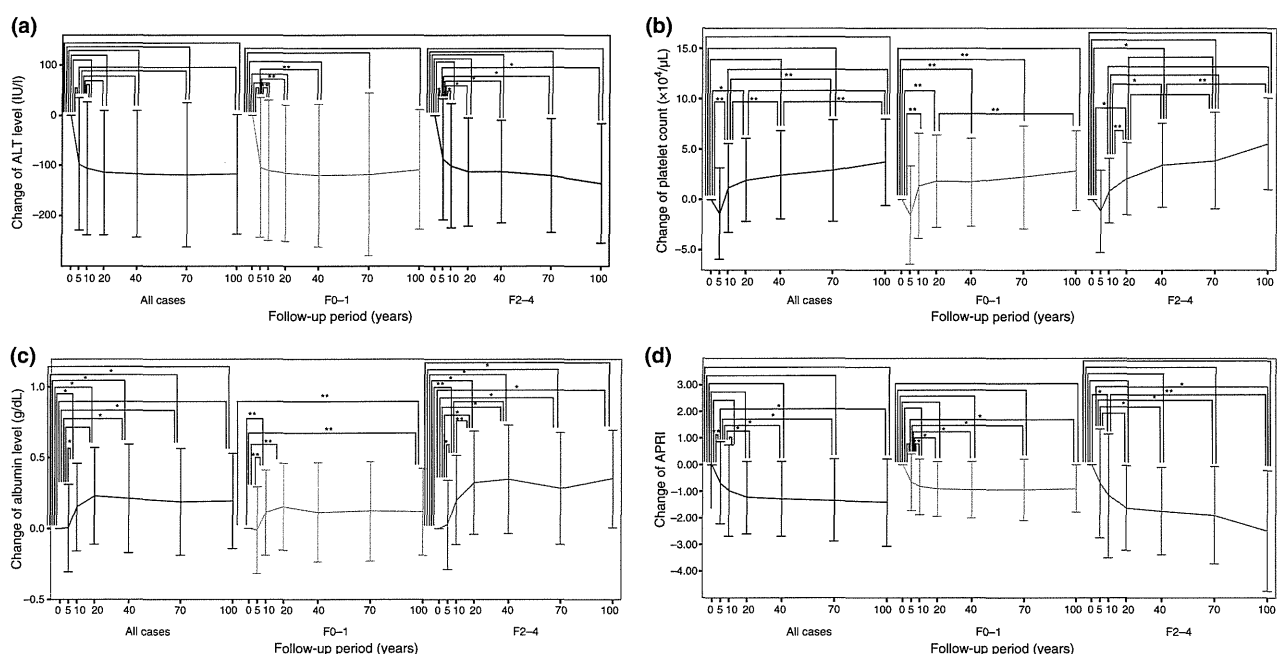 (a)
Change of ALT level (IU/l)
100
0
−100
−200
* ** ** * * *
0 5 10 20 40 70 100 0 5 10 20 40 70 100 0 5 10 20 40 70 100
All cases F0–1 F2–4
Follow-up period (years)
(b)
Change of platelet count (×10⁴/μL)
15.0
10.0
5.0
0.0
−5.0
0 5 10 20 40 70 100 0 5 10 20 40 70 100 0 5 10 20 40 70 100
All cases F0–1 F2–4
Follow-up period (years)
(c)
Change of albumin level (g/dL)
1.0
0.5
0.0
−0.5
0 5 10 20 40 70 100 0 5 10 20 40 70 100 0 5 10 20 40 70 100
All cases F0–1 F2–4
Follow-up period (years)
(d)
Change of APRI
3.00
2.00
1.00
0.00
−1.00
−2.00
−3.00
−4.00
0 5 10 20 40 70 100 0 5 10 20 40 70 100 0 5 10 20 40 70 100
All cases F0–1 F2–4
Follow-up period (years)